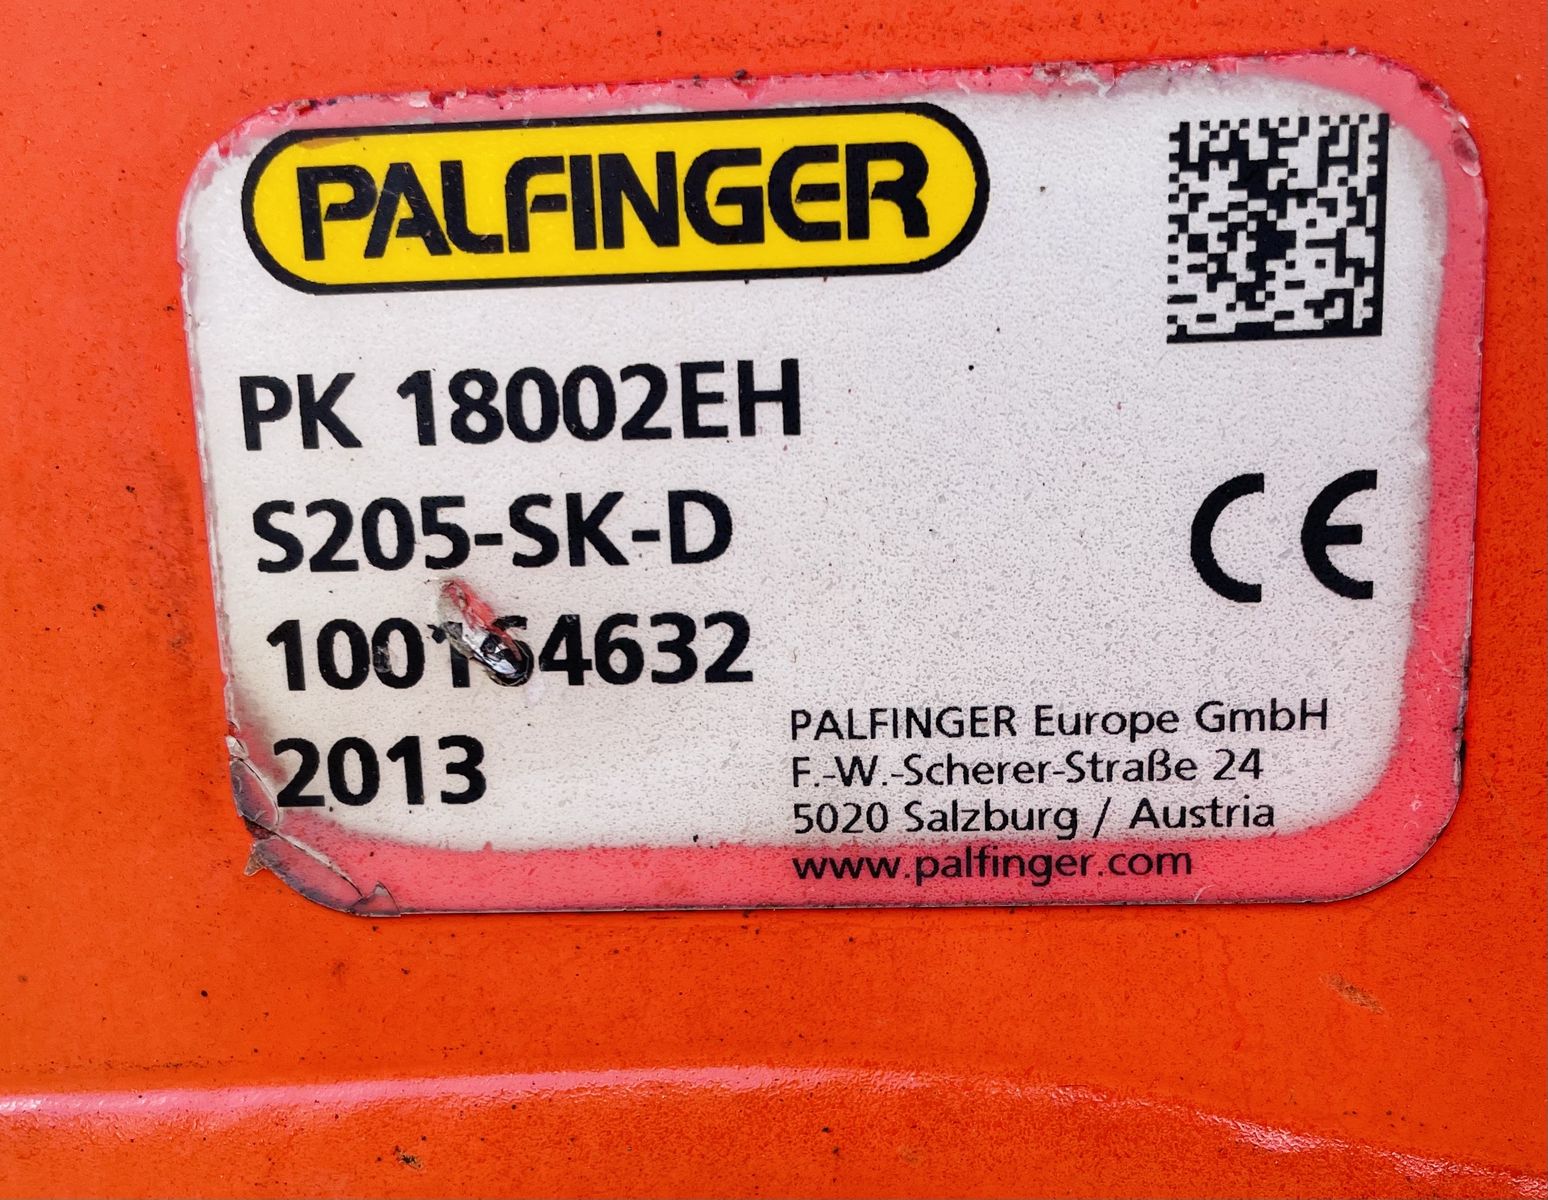 PALFINGER
PK 18002EH
S205-SK-D
100164632
2013
CE
PALFINGER Europe GmbH
F.-W.-Scherer-Straße 24
5020 Salzburg / Austria
www.palfinger.com